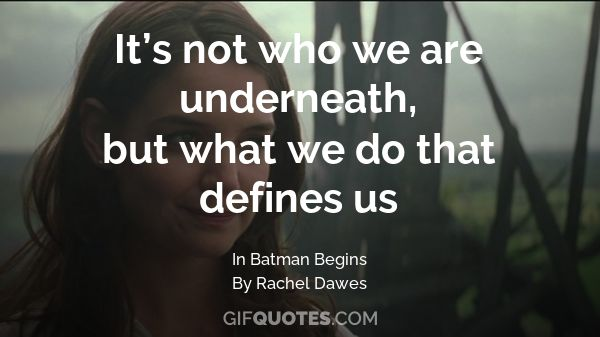 It’s not who we are
underneath,
but what we do that
defines us
In Batman Begins
By Rachel Dawes
GIFQUOTES.COM